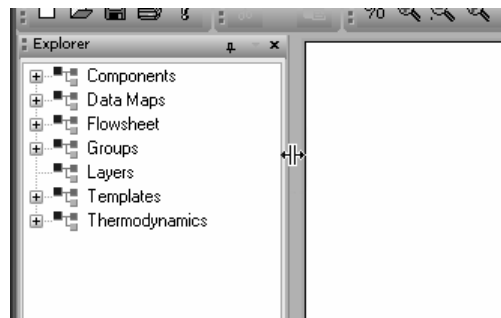 Explorer
Components
Data Maps
Flowsheet
Groups
Layers
Templates
Thermodynamics